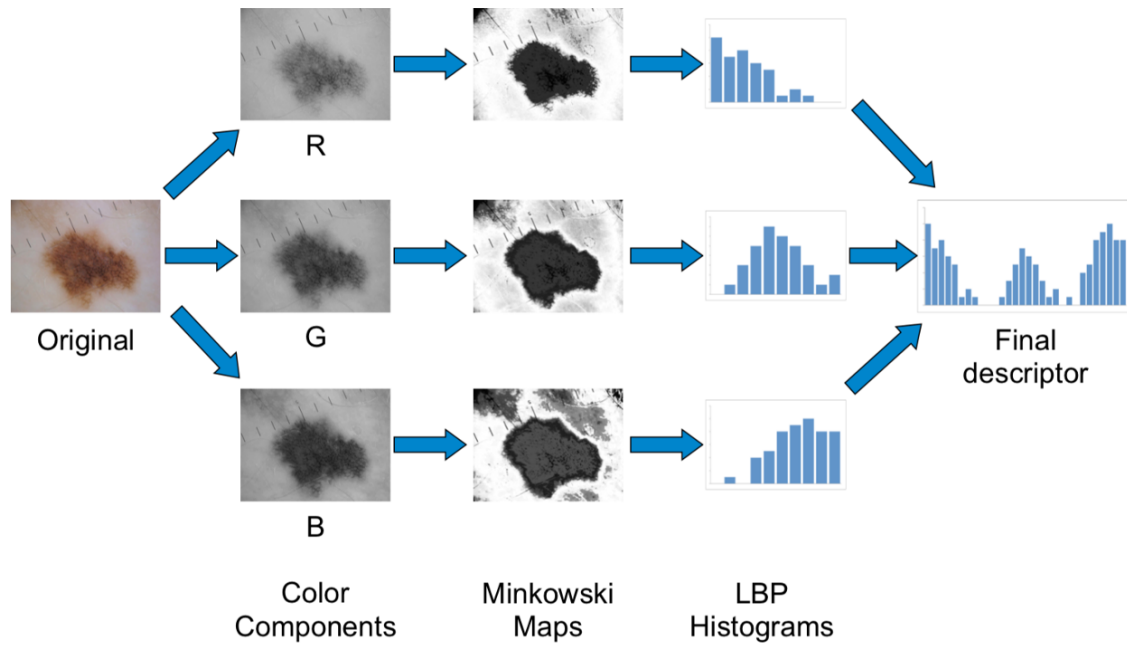 R
Original
G
Final
descriptor
B
Color
Components
Minkowski
Maps
LBP
Histograms